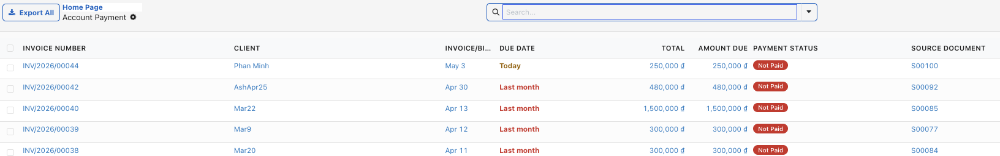 Export All
Home Page
Account Payment
Search...
INVOICE NUMBER CLIENT INVOICE/BI... DUE DATE TOTAL AMOUNT DUE PAYMENT STATUS SOURCE DOCUMENT
INV/2026/00044 Phan Minh May 3 Today 250,000 ₫ 250,000 ₫ Not Paid S00100
INV/2026/00042 AshApr25 Apr 30 Last month 480,000 ₫ 480,000 ₫ Not Paid S00092
INV/2026/00040 Mar22 Apr 13 Last month 1,500,000 ₫ 1,500,000 ₫ Not Paid S00085
INV/2026/00039 Mar9 Apr 12 Last month 300,000 ₫ 300,000 ₫ Not Paid S00077
INV/2026/00038 Mar20 Apr 11 Last month 300,000 ₫ 300,000 ₫ Not Paid S00084